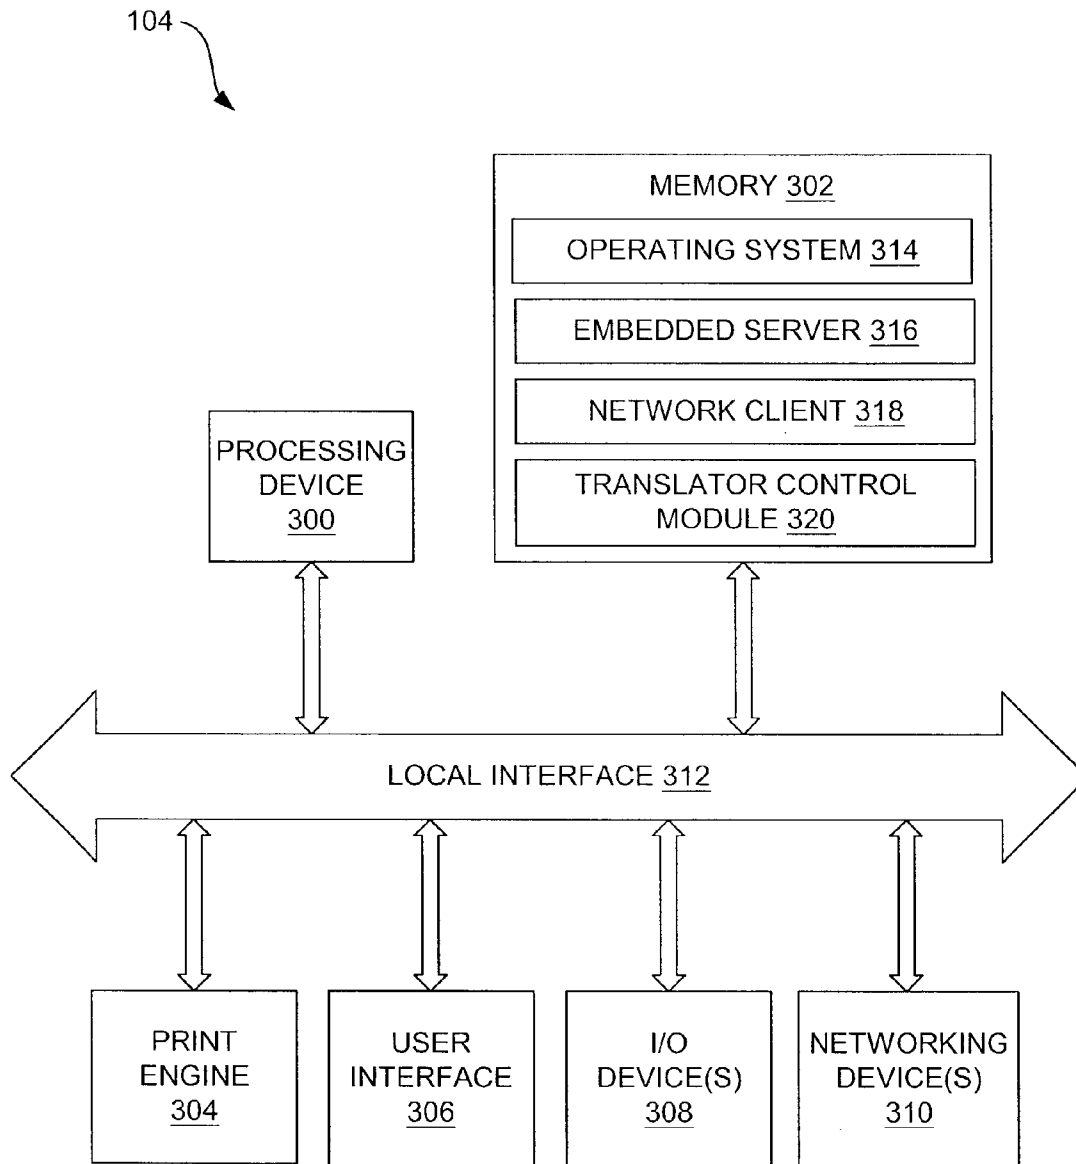 104
MEMORY 302
OPERATING SYSTEM 314
EMBEDDED SERVER 316
NETWORK CLIENT 318
TRANSLATOR CONTROL
MODULE 320
PROCESSING
DEVICE
300
LOCAL INTERFACE 312
PRINT
ENGINE
304
USER
INTERFACE
306
I/O
DEVICE(S)
308
NETWORKING
DEVICE(S)
310